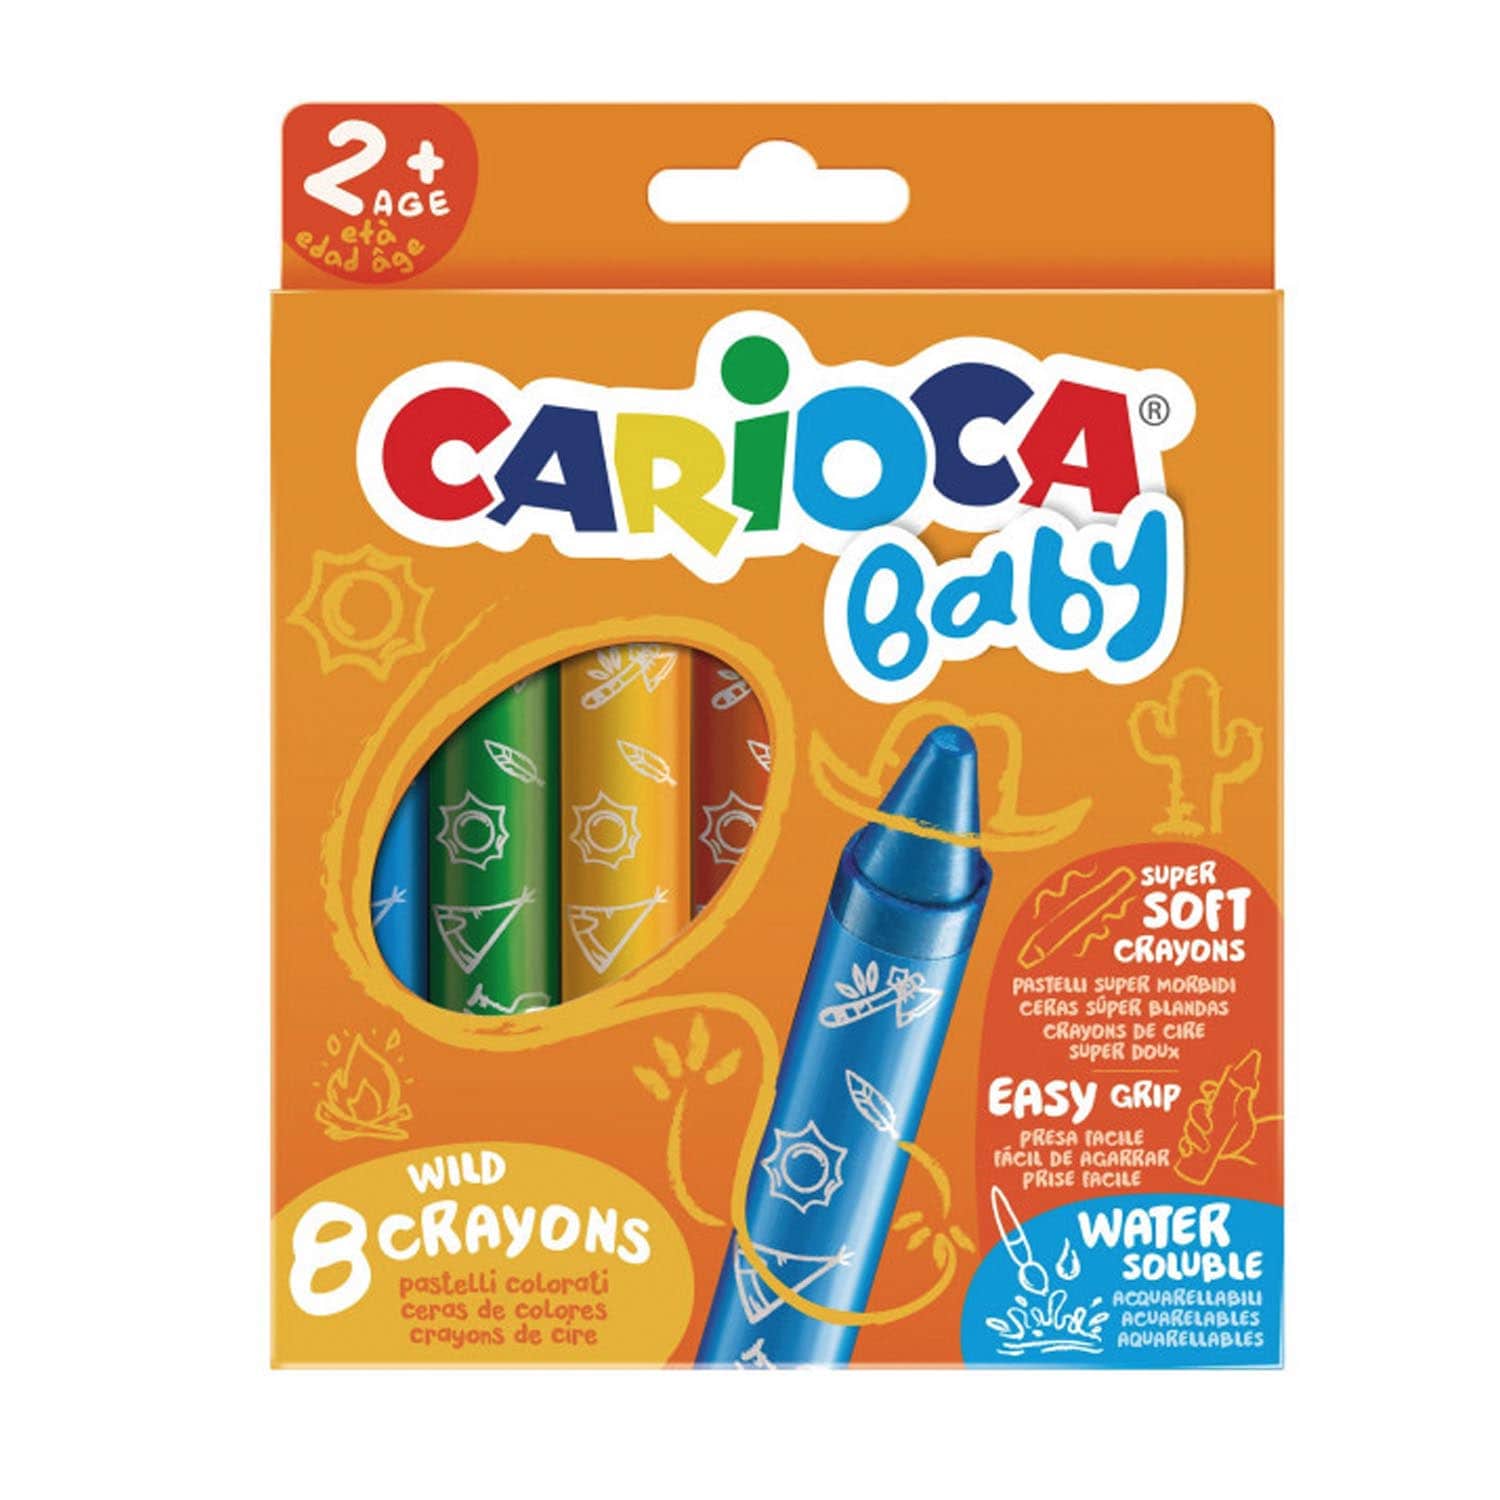 2+
AGE
età
edad âge
CARIOCA®
Baby
SUPER
SOFT
CRAYONS
PASTELLI SUPER MORBIDI
CERAS SÚPER BLANDAS
CRAYONS DE CIRE
SUPER DOUX
EASY GRIP
PRESA FACILE
FÁCIL DE AGARRAR
PRISE FACILE
WILD
8 CRAYONS
pastelli colorati
ceras de colores
crayons de cire
WATER
SOLUBLE
ACQUARELLABILI
ACUARELABLES
AQUARELLABLES